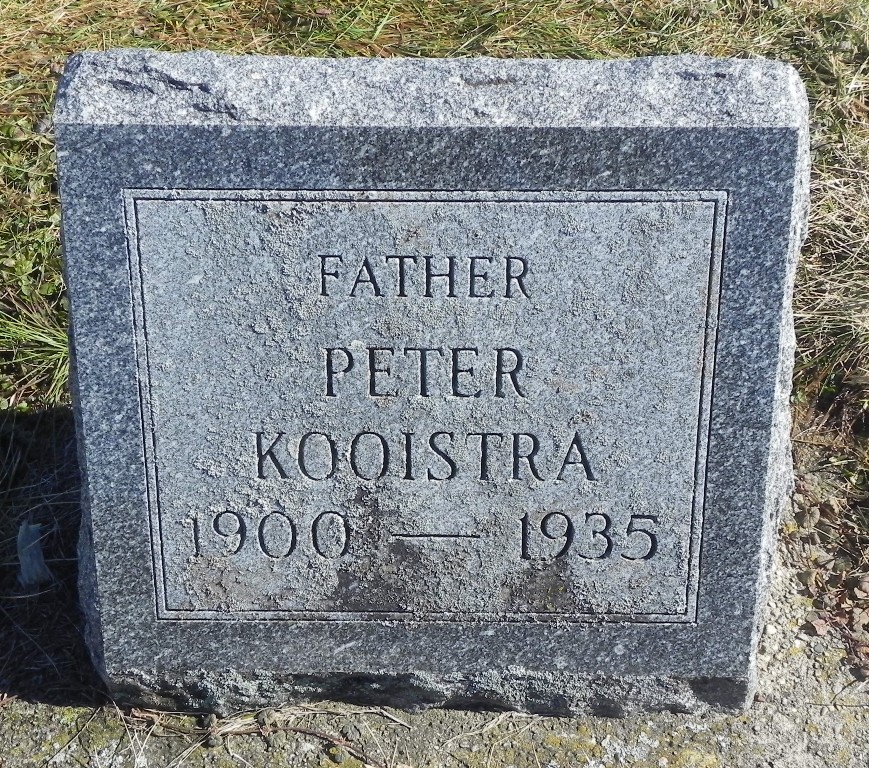 FATHER
PETER
KOOISTRA
1900 — 1935